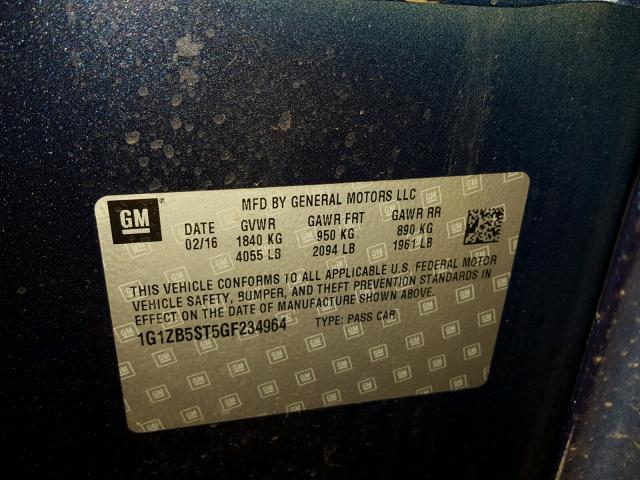 GM
MFD BY GENERAL MOTORS LLC
DATE GVWR GAWR FRT GAWR RR
02/16 1840 KG 950 KG 890 KG
4055 LB 2094 LB 1961 LB
THIS VEHICLE CONFORMS TO ALL APPLICABLE U.S. FEDERAL MOTOR
VEHICLE SAFETY, BUMPER, AND THEFT PREVENTION STANDARDS IN
EFFECT ON THE DATE OF MANUFACTURE SHOWN ABOVE.
1G1ZB5ST5GF234964 TYPE: PASS CAR